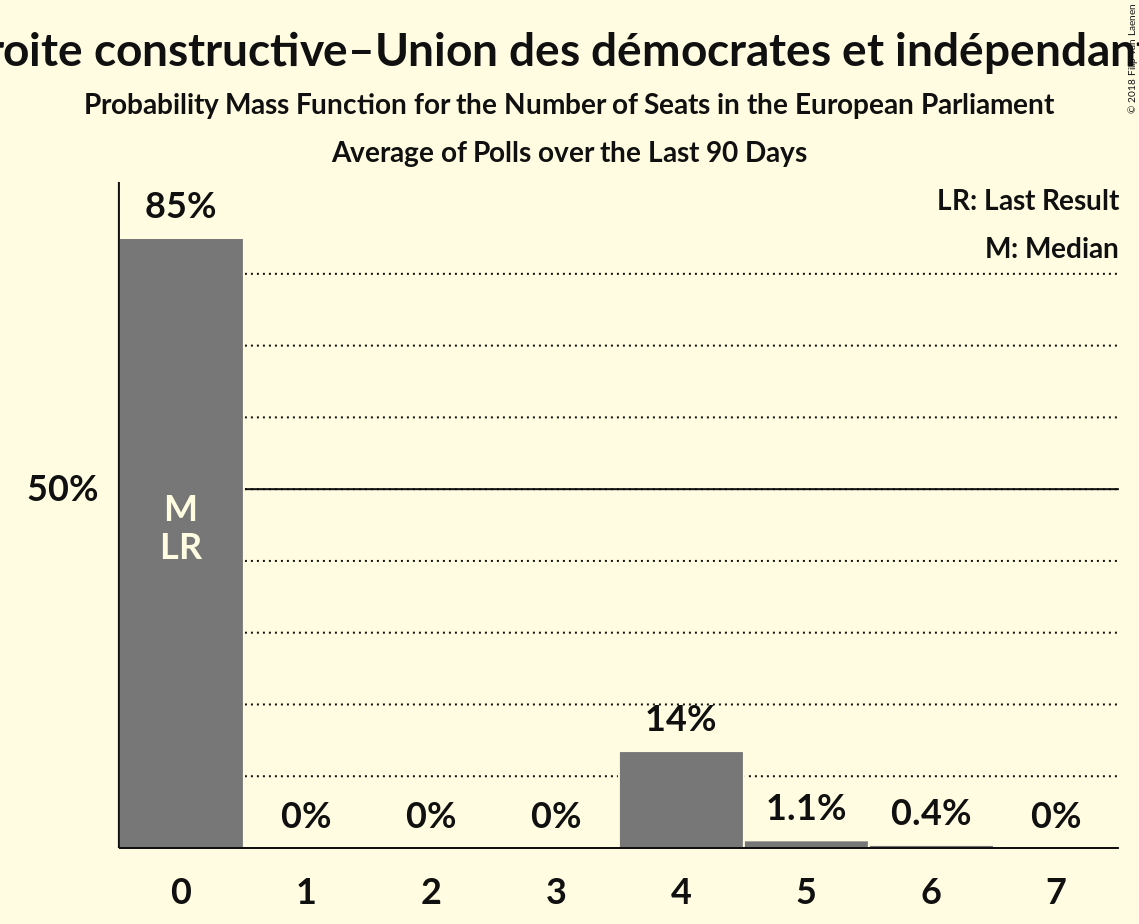 roite constructive–Union des démocrates et indépendan
Probability Mass Function for the Number of Seats in the European Parliament
Average of Polls over the Last 90 Days
© 2018 Filip van Laenen
LR: Last Result
M: Median
85%
50%
M
LR
14%
0% 0% 0% 1.1% 0.4% 0%
0 1 2 3 4 5 6 7